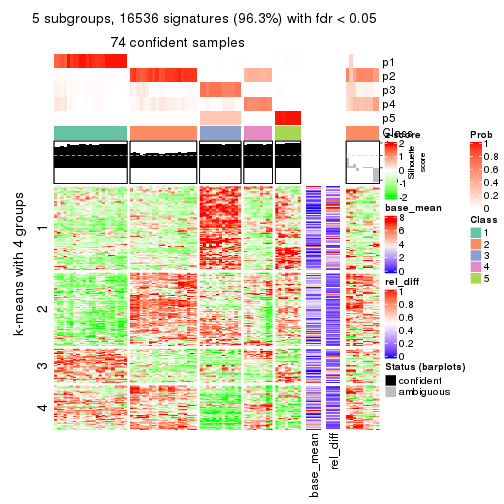 5 subgroups, 16536 signatures (96.3%) with fdr < 0.05
74 confident samples
p1
p2
p3
p4
p5
Class
Silhouette
score
k-means with 4 groups
1
2
3
4
base_mean
rel_diff
z-score
2
1
0
-1
-2
base_mean
8
6
4
2
0
rel_diff
1
0.8
0.6
0.4
0.2
0
Status (barplots)
confident
ambiguous
Prob
1
0.8
0.6
0.4
0.2
0
Class
1
2
3
4
5